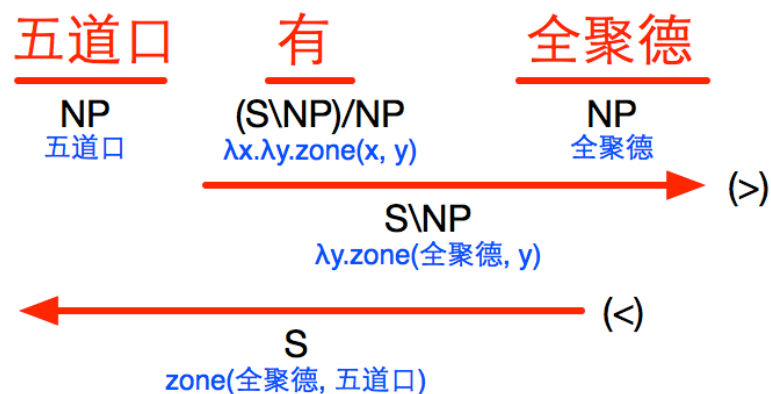 五道口 有 全聚德
NP (S\NP)/NP NP
五道口 λx.λy.zone(x, y) 全聚德
(>)
S\NP
λy.zone(全聚德, y)
(<)
S
zone(全聚德, 五道口)